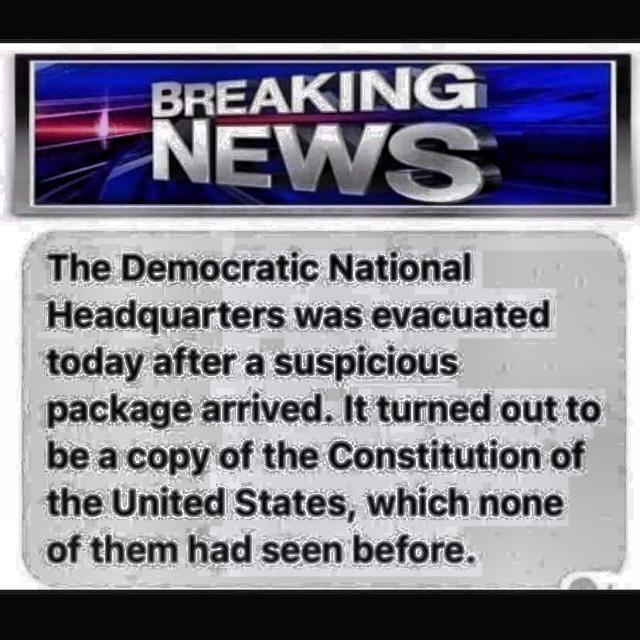 BREAKING
NEWS
The Democratic National
Headquarters was evacuated
today after a suspicious
package arrived. It turned out to
be a copy of the Constitution of
the United States, which none
of them had seen before.